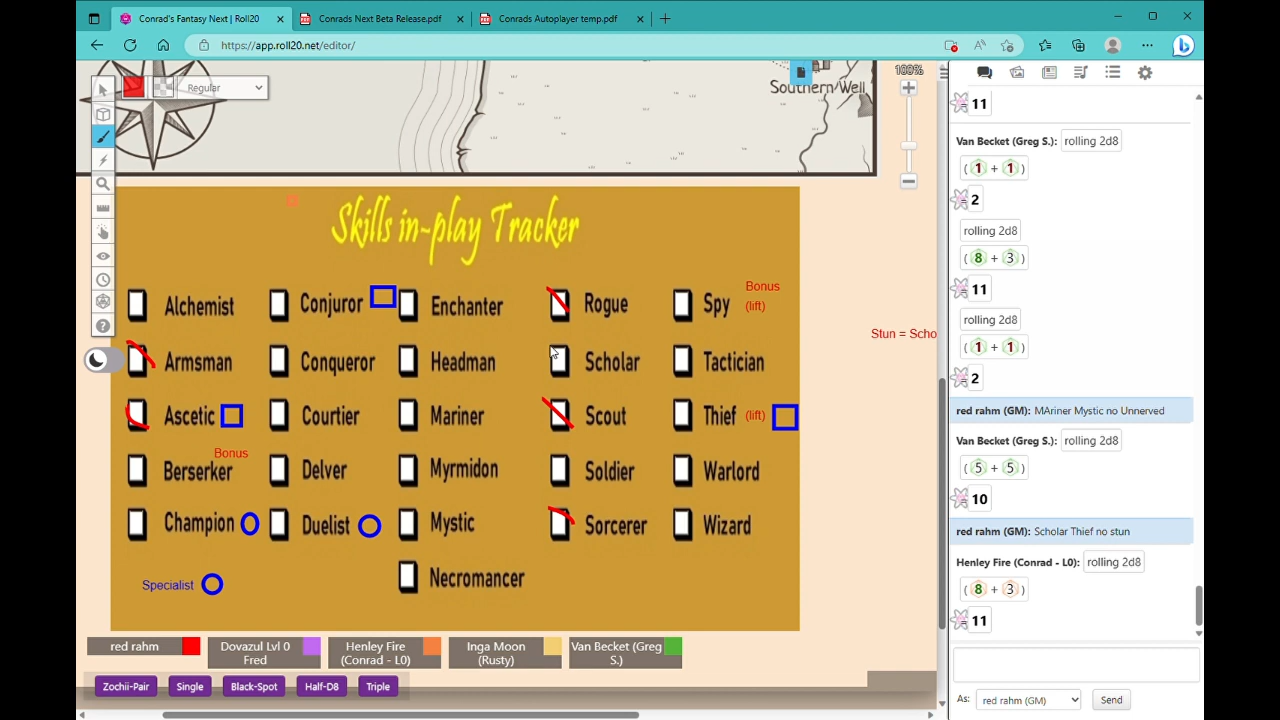 Conrad's Fantasy Next | Roll20
Conrads Next Beta Release.pdf
Conrads Autoplayer temp.pdf
https://app.roll20.net/editor/
Regular
100%
Southern Well
Skills in-play Tracker
Alchemist
Conjuror
Enchanter
Rogue
Spy
Bonus
(lift)
Armsman
Conqueror
Headman
Scholar
Tactician
Ascetic
Courtier
Mariner
Scout
Thief
(lift)
Bonus
Berserker
Delver
Myrmidon
Soldier
Warlord
Champion
Duelist
Mystic
Sorcerer
Wizard
Specialist
Necromancer
Stun = Scho
red rahm
Dovazul Lvl 0
Fred
Henley Fire
(Conrad - L0)
Inga Moon
(Rusty)
Van Becket (Greg
S.)
Zochii-Pair
Single
Black-Spot
Half-D8
Triple
= 11
Van Becket (Greg S.): rolling 2d8
( 1 + 1 )
= 2
rolling 2d8
( 8 + 3 )
= 11
rolling 2d8
( 1 + 1 )
= 2
red rahm (GM): MAriner Mystic no Unnerved
Van Becket (Greg S.): rolling 2d8
( 5 + 5 )
= 10
red rahm (GM): Scholar Thief no stun
Henley Fire (Conrad - L0): rolling 2d8
( 8 + 3 )
= 11
As: red rahm (GM)
Send